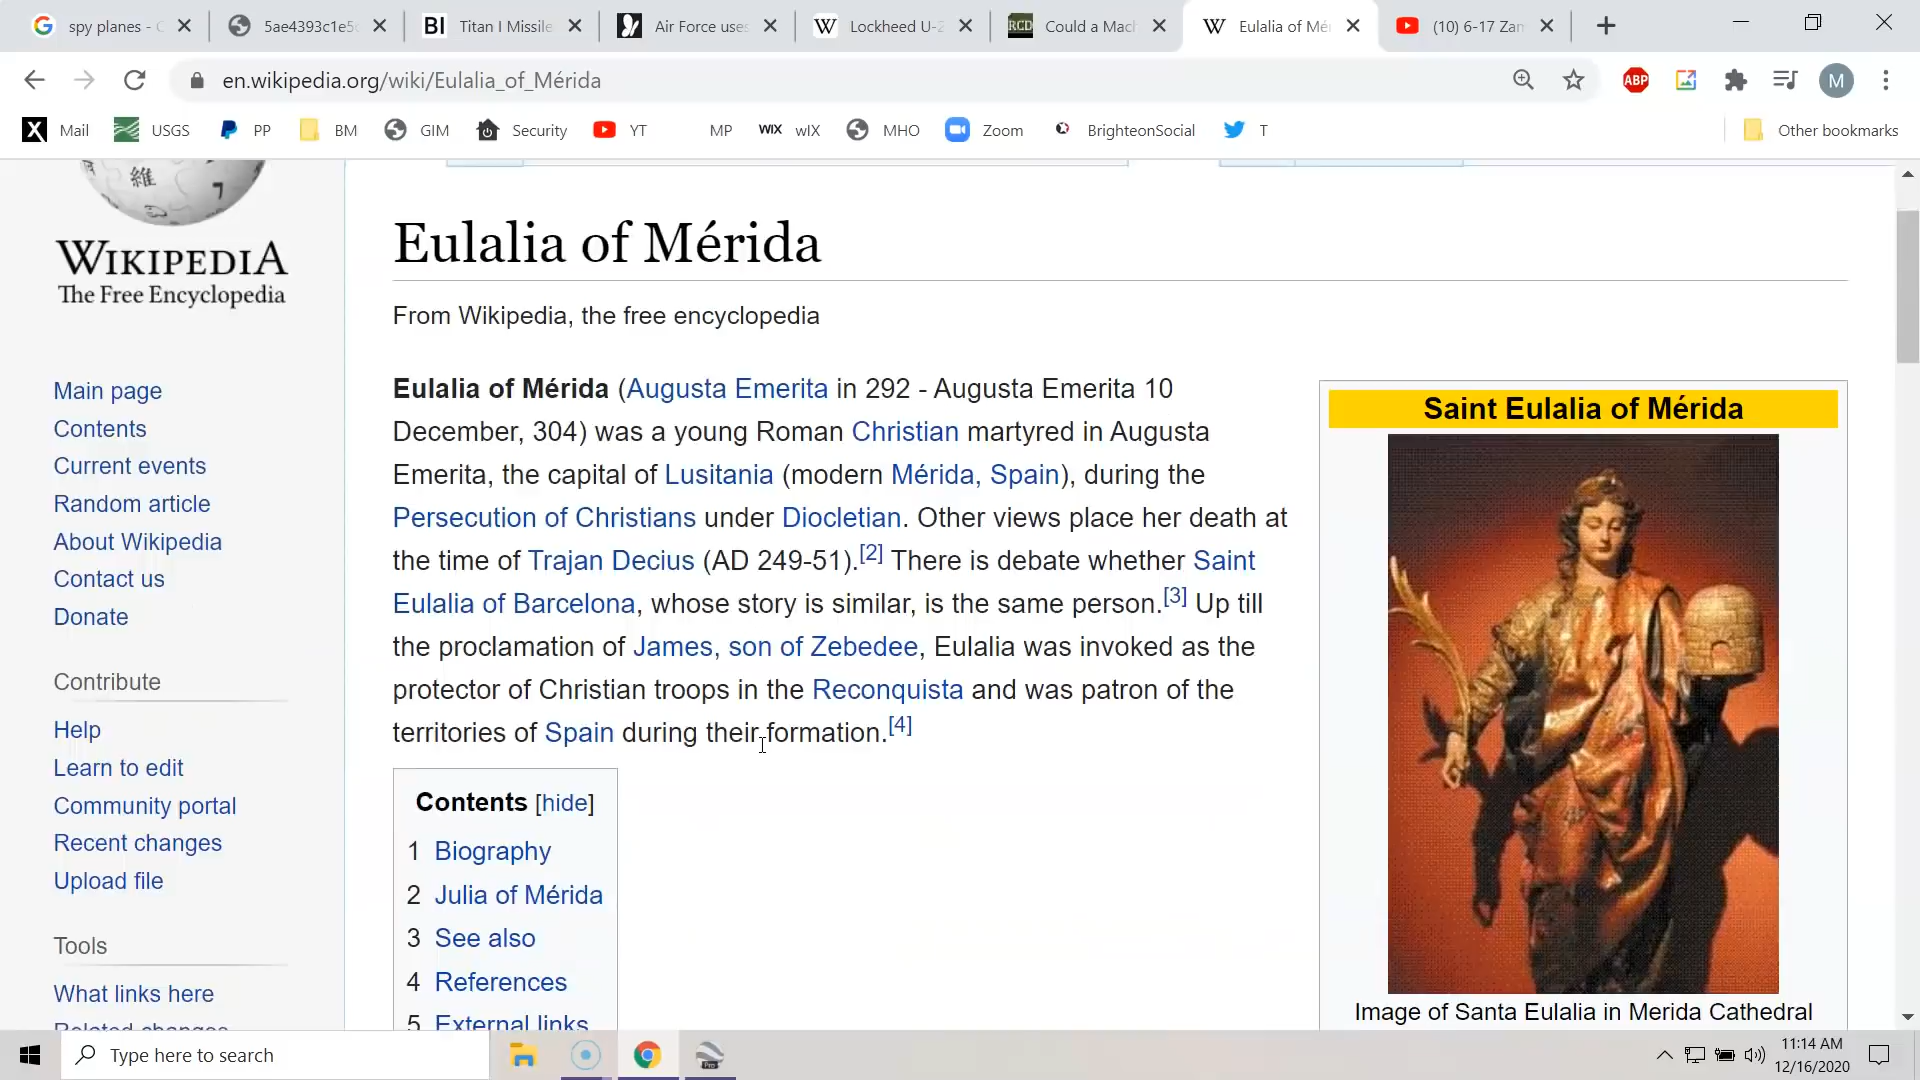 spy planes - G
5ae4393c1e5c
BI
Titan I Missile
Air Force uses
W
Lockheed U-2
RCD
Could a Mach
W
Eulalia of Mér
(10) 6-17 Zam
en.wikipedia.org/wiki/Eulalia_of_Mérida
ABP
M
X Mail
USGS
PP
BM
GIM
Security
YT
MP
WIX wIX
MHO
Zoom
BrighteonSocial
T
Other bookmarks
維
7
WIKIPEDIA
The Free Encyclopedia
Main page
Contents
Current events
Random article
About Wikipedia
Contact us
Donate
Contribute
Help
Learn to edit
Community portal
Recent changes
Upload file
Tools
What links here
Related changes
Eulalia of Mérida
From Wikipedia, the free encyclopedia
Eulalia of Mérida (Augusta Emerita in 292 - Augusta Emerita 10
December, 304) was a young Roman Christian martyred in Augusta
Emerita, the capital of Lusitania (modern Mérida, Spain), during the
Persecution of Christians under Diocletian. Other views place her death at
the time of Trajan Decius (AD 249-51).[2] There is debate whether Saint
Eulalia of Barcelona, whose story is similar, is the same person.[3] Up till
the proclamation of James, son of Zebedee, Eulalia was invoked as the
protector of Christian troops in the Reconquista and was patron of the
territories of Spain during their formation.[4]
Contents [hide]
1 Biography
2 Julia of Mérida
3 See also
4 References
5 External links
Saint Eulalia of Mérida
Image of Santa Eulalia in Merida Cathedral
Type here to search
Pro
11:14 AM
12/16/2020